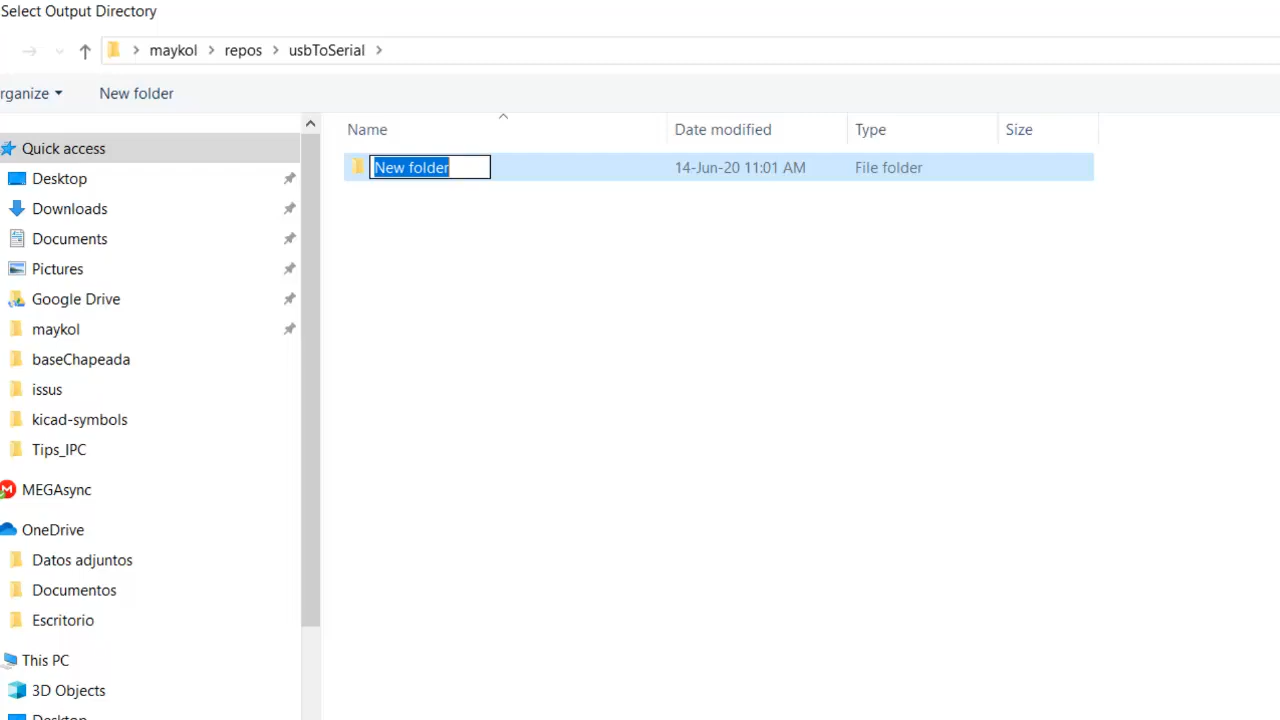 Select Output Directory
maykol repos usbToSerial
rganize New folder
Name Date modified Type Size
New folder 14-Jun-20 11:01 AM File folder
Quick access
Desktop
Downloads
Documents
Pictures
Google Drive
maykol
baseChapeada
issus
kicad-symbols
Tips_IPC
MEGAsync
OneDrive
Datos adjuntos
Documentos
Escritorio
This PC
3D Objects
Desktop